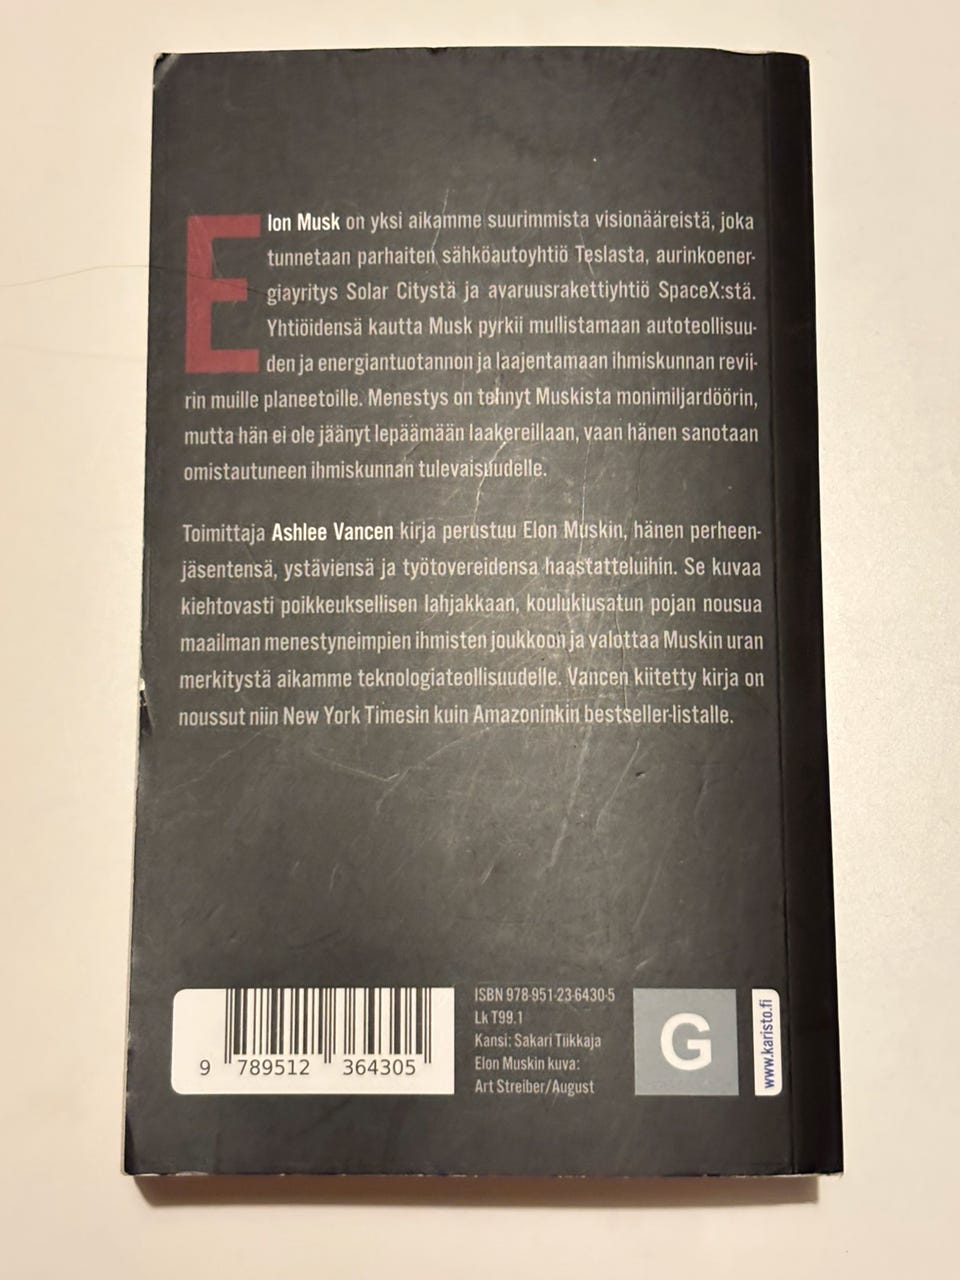 Elon Musk on yksi aikamme suurimmista visionääreistä, joka
tunnetaan parhaiten sähköautoyhtiö Teslasta, aurinkoener-
giayritys Solar Citystä ja avaruusrakettiyhtiö SpaceX:stä.
Yhtiöidensä kautta Musk pyrkii mullistamaan autoteollisuu-
den ja energiantuotannon ja laajentamaan ihmiskunnan revii-
rin muille planeetoille. Menestys on tehnyt Muskista monimiljardöörin,
mutta hän ei ole jäänyt lepäämään laakereillaan, vaan hänen sanotaan
omistautuneen ihmiskunnan tulevaisuudelle.
Toimittaja Ashlee Vancen kirja perustuu Elon Muskin, hänen perheen-
jäsentensä, ystäviensä ja työtovereidensa haastatteluihin. Se kuvaa
kiehtovasti poikkeuksellisen lahjakkaan, koulukiusatun pojan nousua
maailman menestyneimpien ihmisten joukkoon ja valottaa Muskin uran
merkitystä aikamme teknologiateollisuudelle. Vancen kiitetty kirja on
noussut niin New York Timesin kuin Amazoninkin bestseller-listalle.
9 789512 364305
ISBN 978-951-23-6430-5
Lk T99.1
Kansi: Sakari Tiikkaja
Elon Muskin kuva:
Art Streiber/August
G
www.karisto.fi